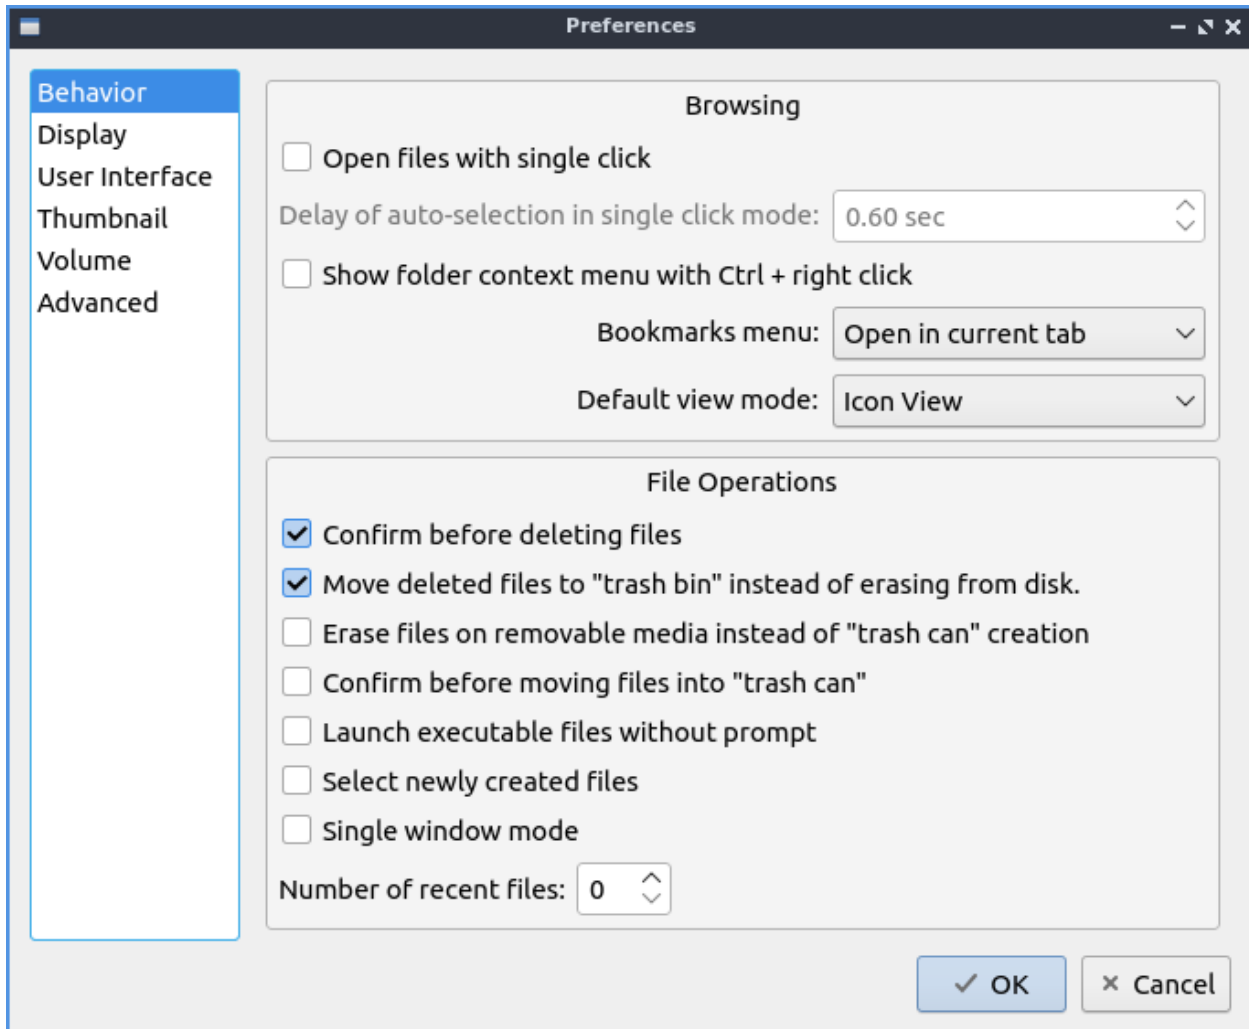 Preferences
Behavior
Display
User Interface
Thumbnail
Volume
Advanced
Browsing
Open files with single click
Delay of auto-selection in single click mode: 0.60 sec
Show folder context menu with Ctrl + right click
Bookmarks menu: Open in current tab
Default view mode: Icon View
File Operations
Confirm before deleting files
Move deleted files to "trash bin" instead of erasing from disk.
Erase files on removable media instead of "trash can" creation
Confirm before moving files into "trash can"
Launch executable files without prompt
Select newly created files
Single window mode
Number of recent files: 0
OK Cancel